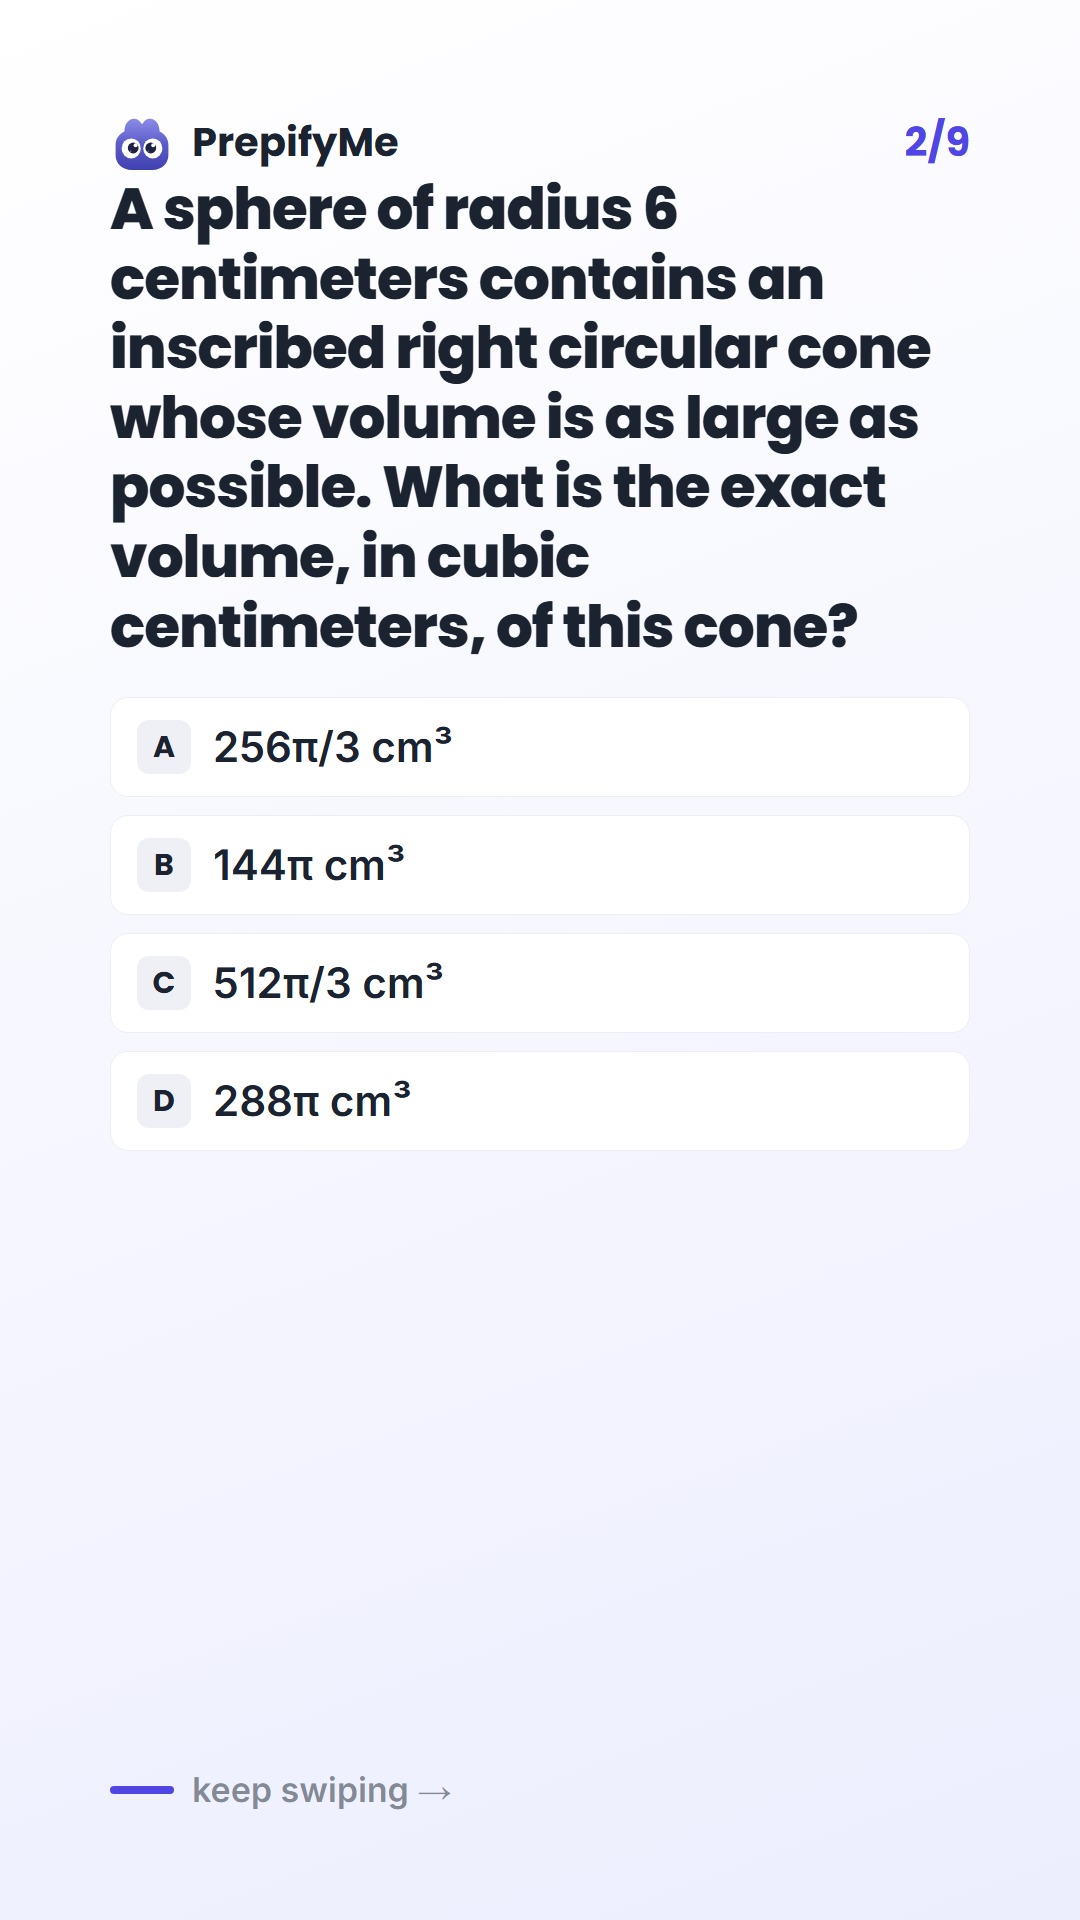 PrepifyMe
2/9
A sphere of radius 6
centimeters contains an
inscribed right circular cone
whose volume is as large as
possible. What is the exact
volume, in cubic
centimeters, of this cone?
A 256π/3 cm³
B 144π cm³
C 512π/3 cm³
D 288π cm³
keep swiping →